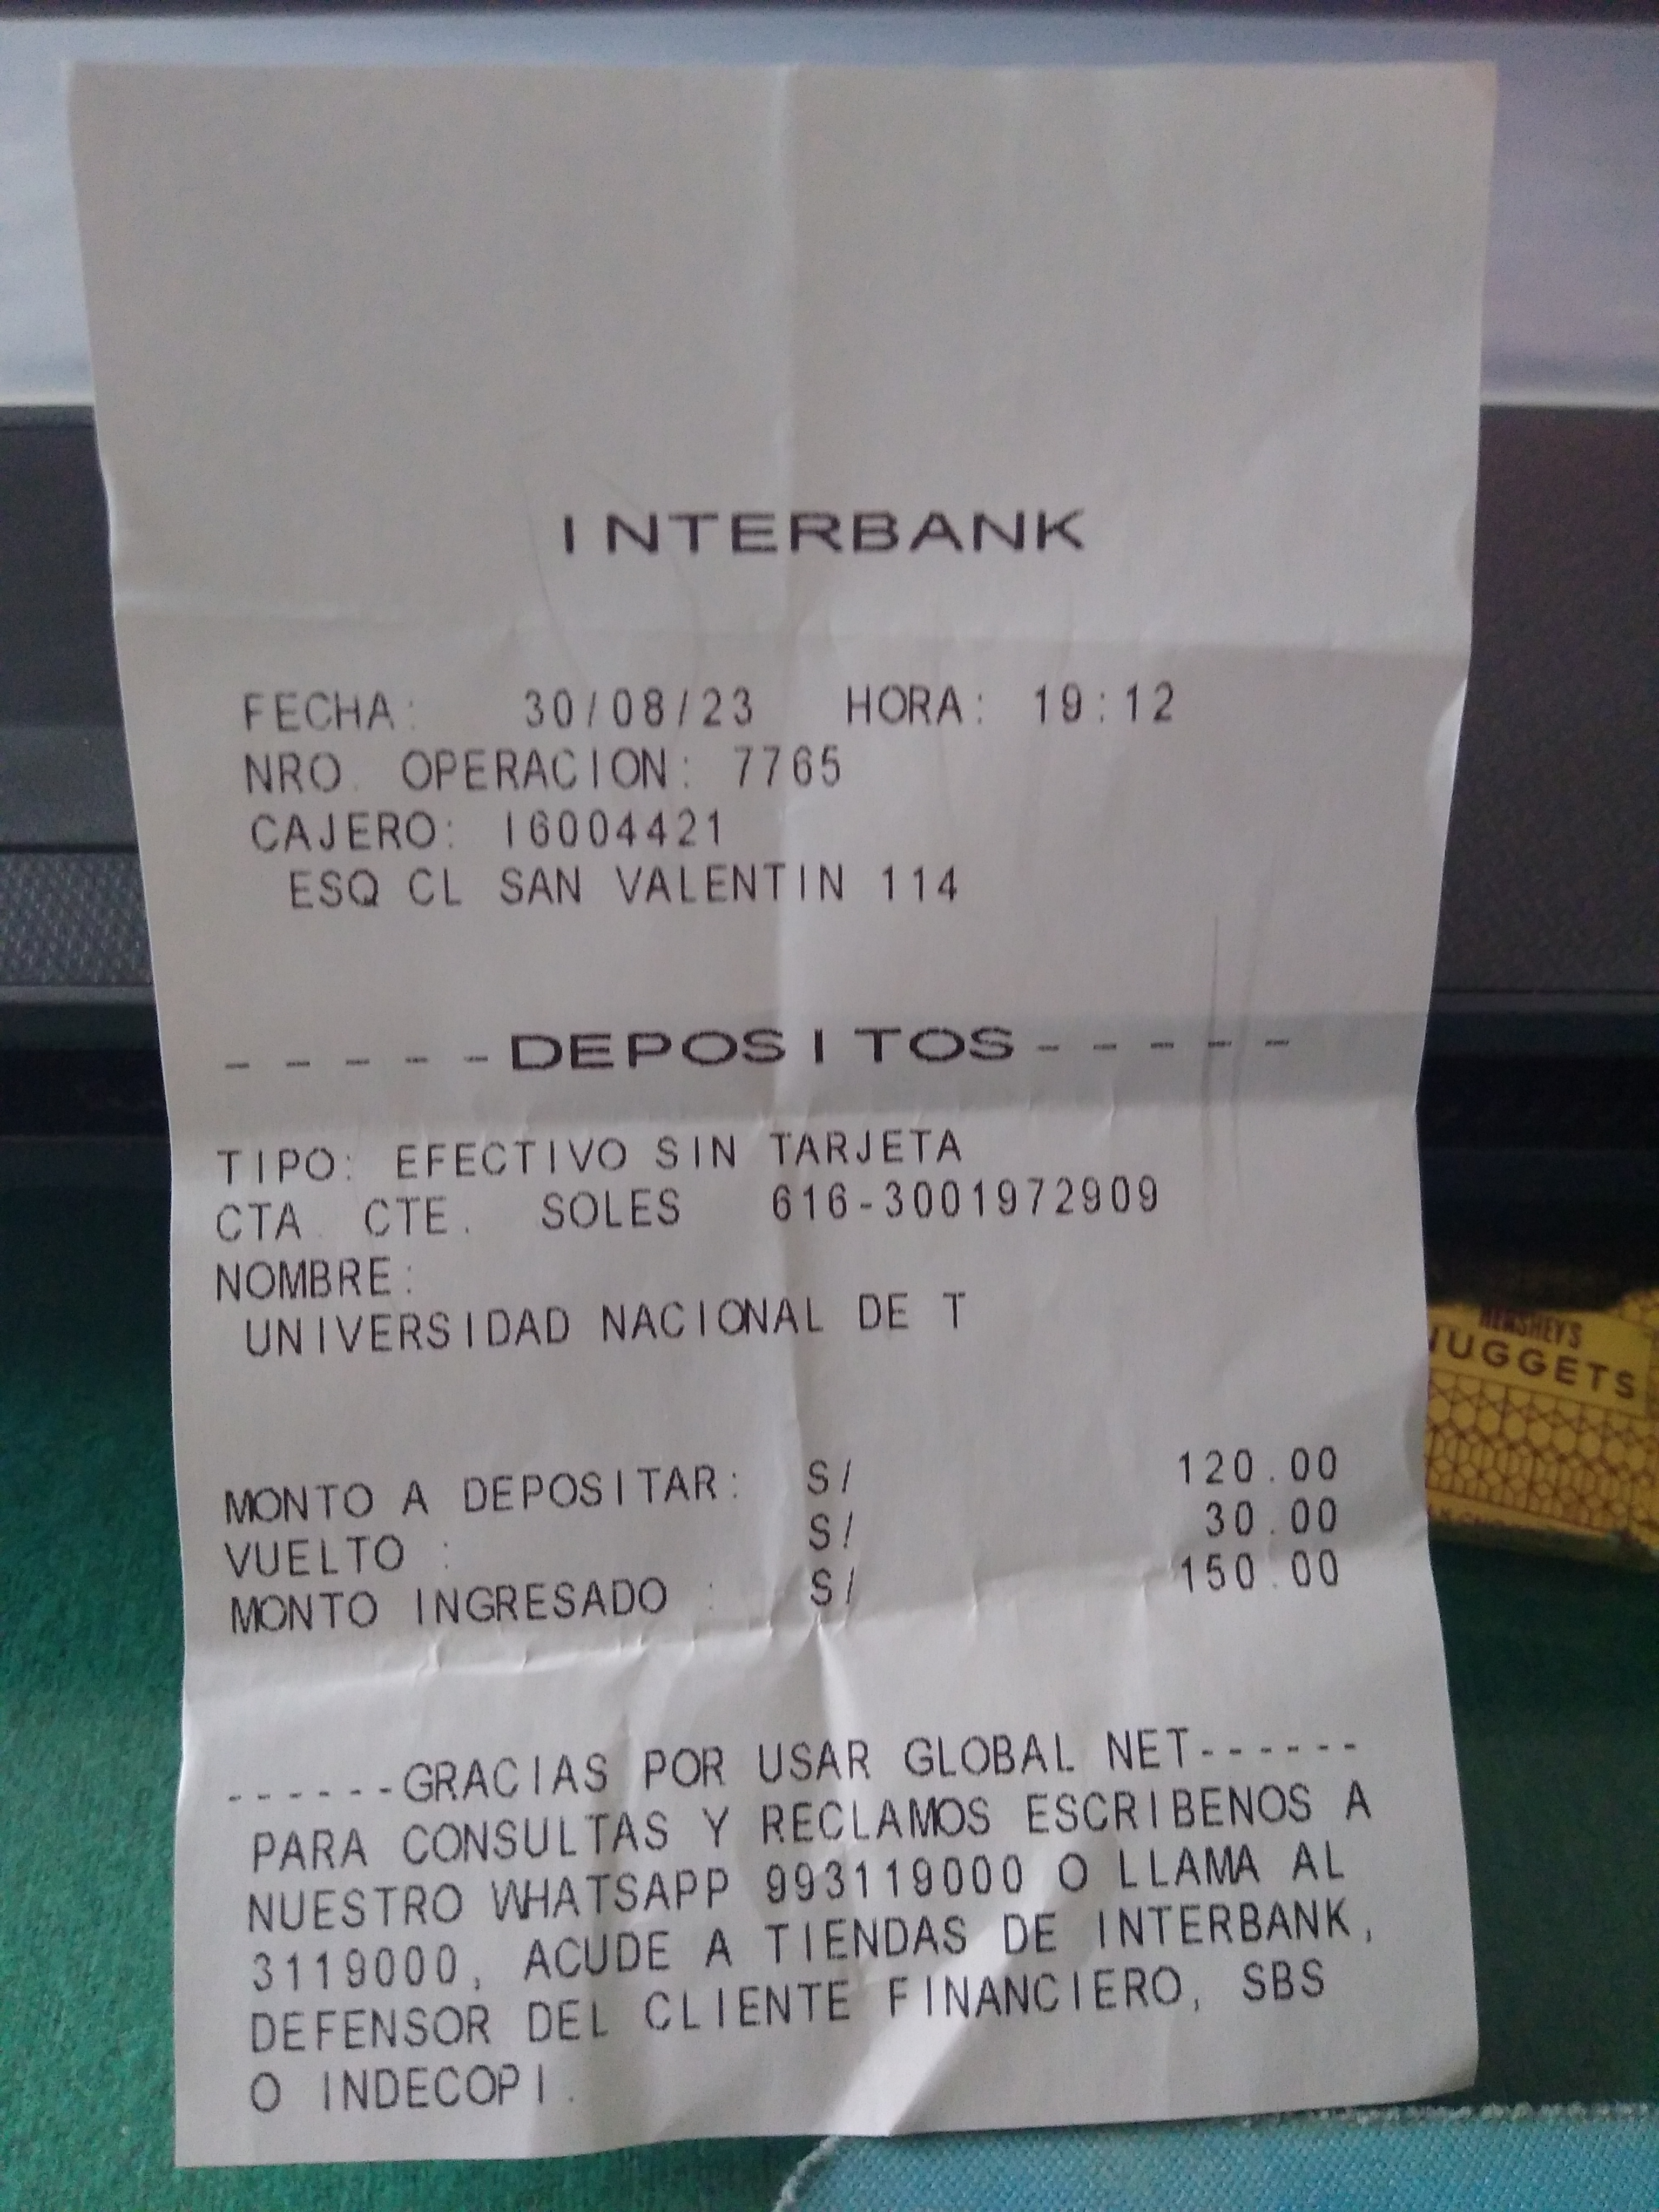 INTERBANK
FECHA: 30/08/23 HORA: 19:12
NRO. OPERACION: 7765
CAJERO: I6004421
ESQ CL SAN VALENTIN 114
-----DEPOSITOS-----
TIPO: EFECTIVO SIN TARJETA
CTA. CTE. SOLES 616-3001972909
NOMBRE:
UNIVERSIDAD NACIONAL DE T
MONTO A DEPOSITAR: S/ 120.00
VUELTO : S/ 30.00
MONTO INGRESADO : S/ 150.00
------GRACIAS POR USAR GLOBAL NET------
PARA CONSULTAS Y RECLAMOS ESCRIBENOS A
NUESTRO WHATSAPP 993119000 O LLAMA AL
3119000, ACUDE A TIENDAS DE INTERBANK,
DEFENSOR DEL CLIENTE FINANCIERO, SBS
O INDECOPI.
HERSHEY'S
NUGGETS